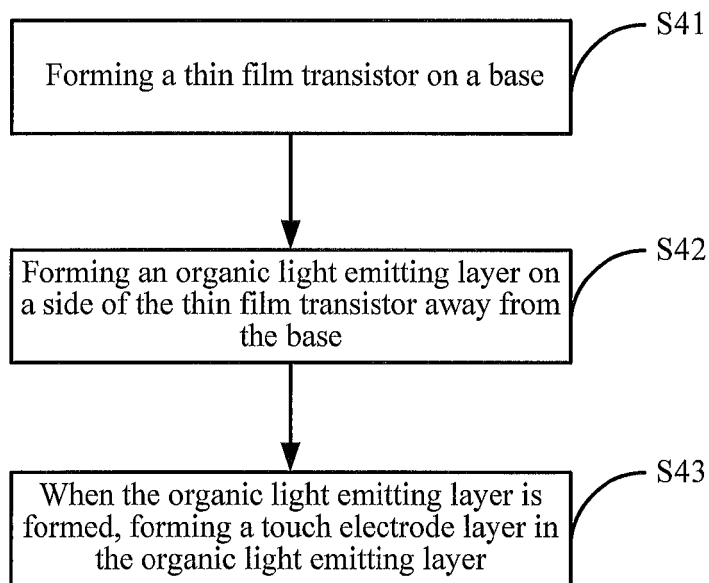 S41
Forming a thin film transistor on a base
S42
Forming an organic light emitting layer on
a side of the thin film transistor away from
the base
S43
When the organic light emitting layer is
formed, forming a touch electrode layer in
the organic light emitting layer